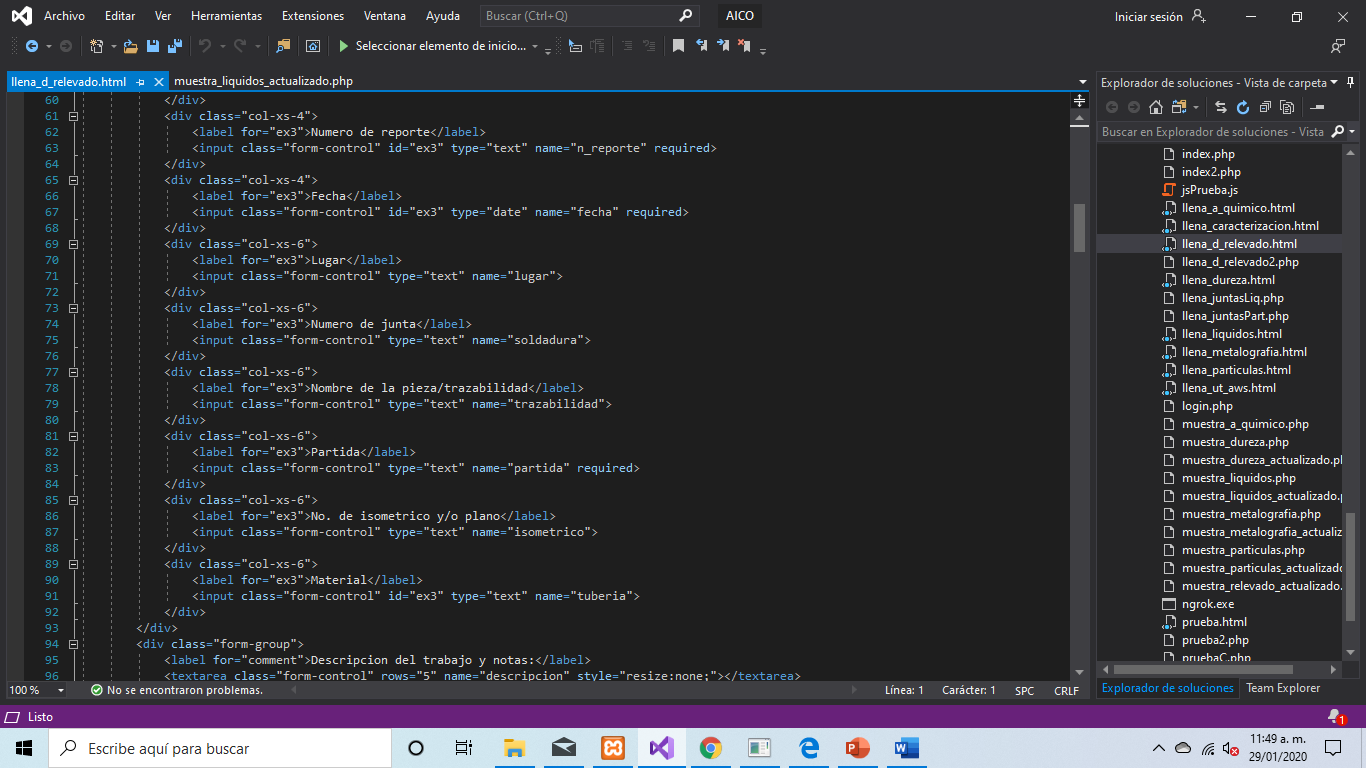 Archivo Editar Ver Herramientas Extensiones Ventana Ayuda Buscar (Ctrl+Q) AICO Iniciar sesión
Seleccionar elemento de inicio...
llena_d_relevado.html muestra_liquidos_actualizado.php
60 </div>
61 <div class="col-xs-4">
62 <label for="ex3">Numero de reporte</label>
63 <input class="form-control" id="ex3" type="text" name="n_reporte" required>
64 </div>
65 <div class="col-xs-4">
66 <label for="ex3">Fecha</label>
67 <input class="form-control" id="ex3" type="date" name="fecha" required>
68 </div>
69 <div class="col-xs-6">
70 <label for="ex3">Lugar</label>
71 <input class="form-control" type="text" name="lugar">
72 </div>
73 <div class="col-xs-6">
74 <label for="ex3">Numero de junta</label>
75 <input class="form-control" type="text" name="soldadura">
76 </div>
77 <div class="col-xs-6">
78 <label for="ex3">Nombre de la pieza/trazabilidad</label>
79 <input class="form-control" type="text" name="trazabilidad">
80 </div>
81 <div class="col-xs-6">
82 <label for="ex3">Partida</label>
83 <input class="form-control" type="text" name="partida" required>
84 </div>
85 <div class="col-xs-6">
86 <label for="ex3">No. de isometrico y/o plano</label>
87 <input class="form-control" type="text" name="isometrico">
88 </div>
89 <div class="col-xs-6">
90 <label for="ex3">Material</label>
91 <input class="form-control" id="ex3" type="text" name="tuberia">
92 </div>
93 </div>
94 <div class="form-group">
95 <label for="comment">Descripcion del trabajo y notas:</label>
96 <textarea class="form-control" rows="5" name="descripcion" style="resize:none;"></textarea>
100 % No se encontraron problemas. Línea: 1 Carácter: 1 SPC CRLF
Explorador de soluciones - Vista de carpeta
Buscar en Explorador de soluciones - Vista
index.php
index2.php
jsPrueba.js
llena_a_quimico.html
llena_caracterizacion.html
llena_d_relevado.html
llena_d_relevado2.php
llena_dureza.html
llena_juntasLiq.php
llena_juntasPart.php
llena_liquidos.html
llena_metalografia.html
llena_particulas.html
llena_ut_aws.html
login.php
muestra_a_quimico.php
muestra_dureza.php
muestra_dureza_actualizado.pl
muestra_liquidos.php
muestra_liquidos_actualizado.p
muestra_metalografia.php
muestra_metalografia_actualiz
muestra_particulas.php
muestra_particulas_actualizado
muestra_relevado_actualizado.
ngrok.exe
prueba.html
prueba2.php
pruebaC.php
Explorador de soluciones Team Explorer
Listo 1
Escribe aquí para buscar
11:49 a. m.
29/01/2020